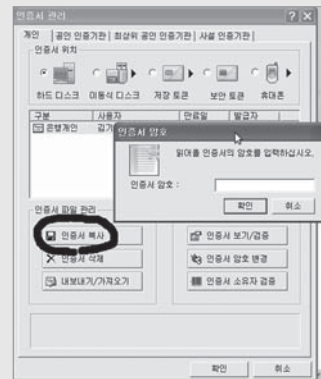 인증서 관리
개인 공인 인증기관 최상위 공인 인증기관 사설 인증기관
인증서 위치
하드 디스크 이동식 디스크 저장 토큰 보안 토큰 휴대폰
구분 사용자 만료일 발급자
은행개인 김기
인증서 암호
읽어올 인증서의 암호를 입력하십시오.
인증서 암호 :
확인 취소
인증서 파일 관리
인증서 복사 인증서 보기/검증
인증서 삭제 인증서 암호 변경
내보내기/가져오기 인증서 소유자 검증
확인 취소